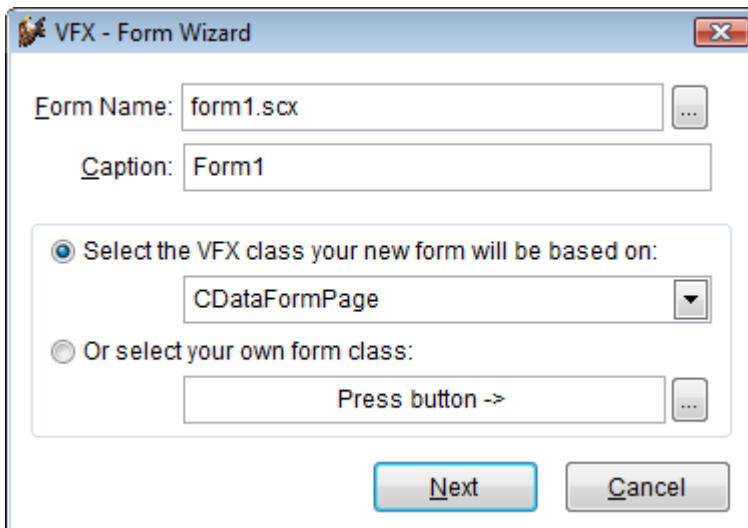 VFX - Form Wizard
Form Name: form1.scx ...
Caption: Form1
Select the VFX class your new form will be based on:
CDataFormPage
Or select your own form class:
Press button -> ...
Next Cancel